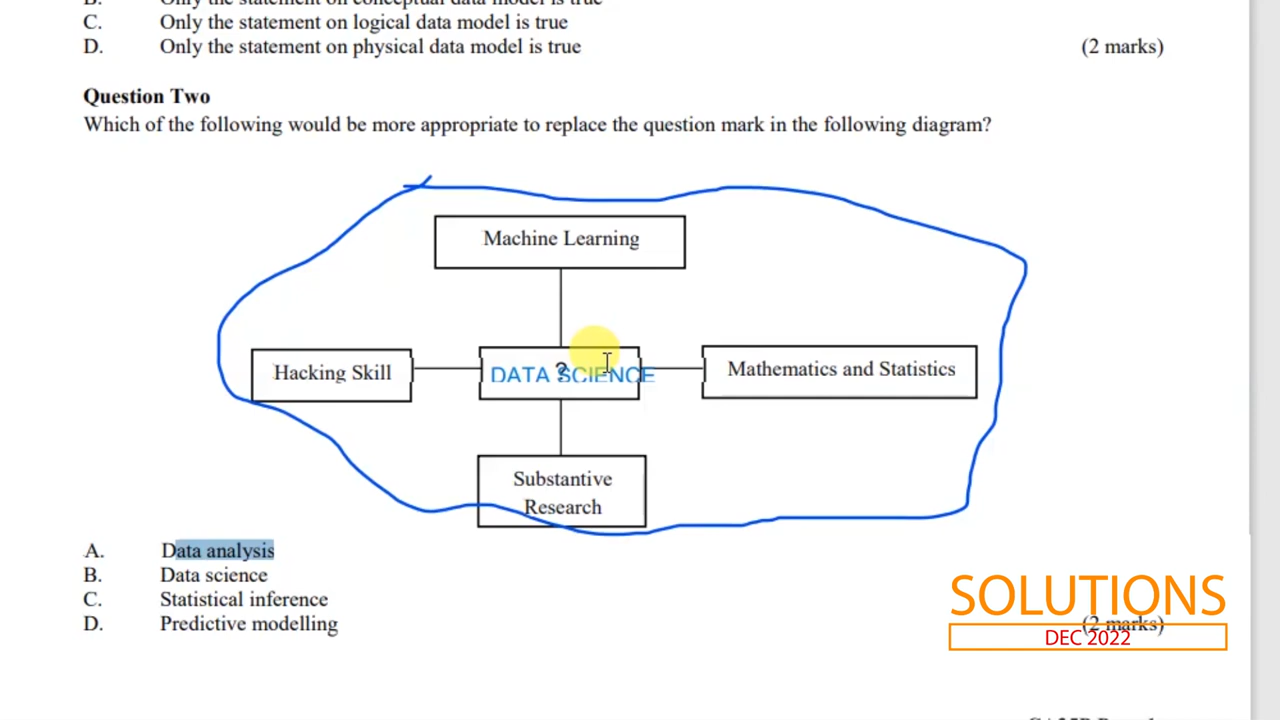 C. Only the statement on logical data model is true
D. Only the statement on physical data model is true (2 marks)
Question Two
Which of the following would be more appropriate to replace the question mark in the following diagram?
Machine Learning
Hacking Skill
?
DATA SCIENCE
Mathematics and Statistics
Substantive
Research
A. Data analysis
B. Data science
C. Statistical inference
D. Predictive modelling (2 marks)
SOLUTIONS
DEC 2022